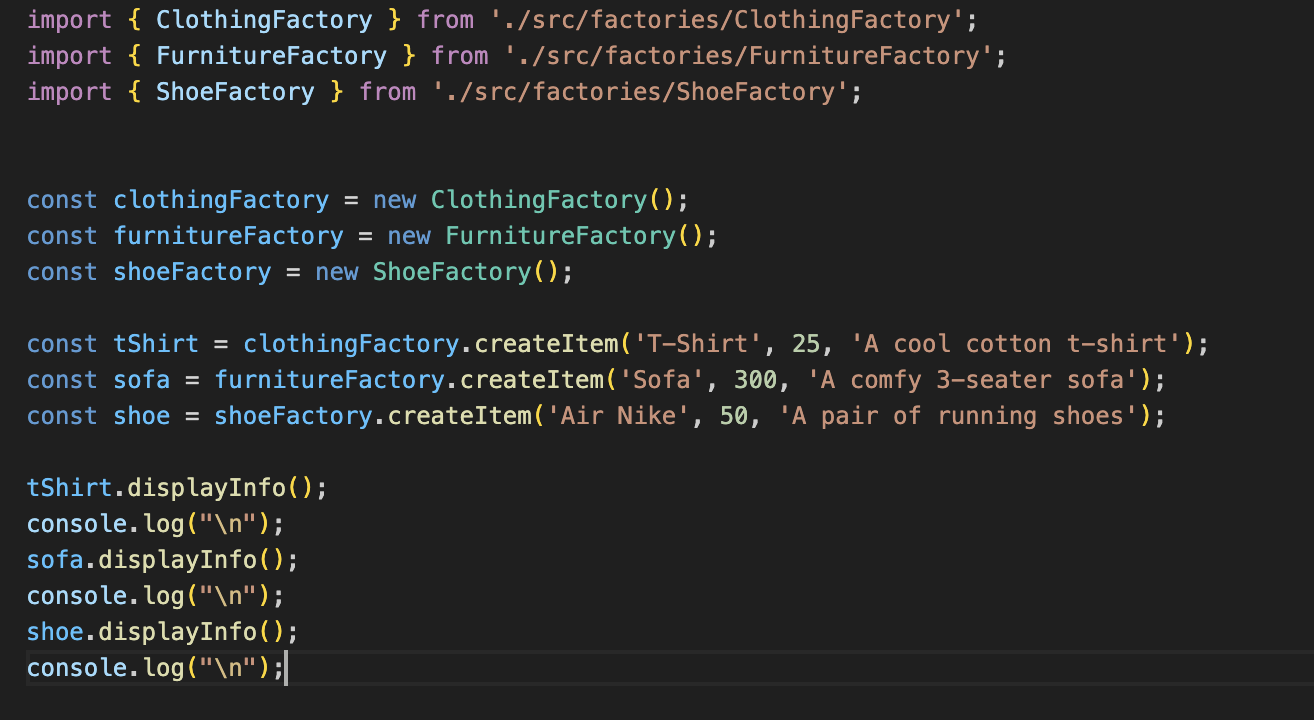 import { ClothingFactory } from './src/factories/ClothingFactory';
import { FurnitureFactory } from './src/factories/FurnitureFactory';
import { ShoeFactory } from './src/factories/ShoeFactory';
const clothingFactory = new ClothingFactory();
const furnitureFactory = new FurnitureFactory();
const shoeFactory = new ShoeFactory();
const tShirt = clothingFactory.createItem('T-Shirt', 25, 'A cool cotton t-shirt');
const sofa = furnitureFactory.createItem('Sofa', 300, 'A comfy 3-seater sofa');
const shoe = shoeFactory.createItem('Air Nike', 50, 'A pair of running shoes');
tShirt.displayInfo();
console.log("\n");
sofa.displayInfo();
console.log("\n");
shoe.displayInfo();
console.log("\n");